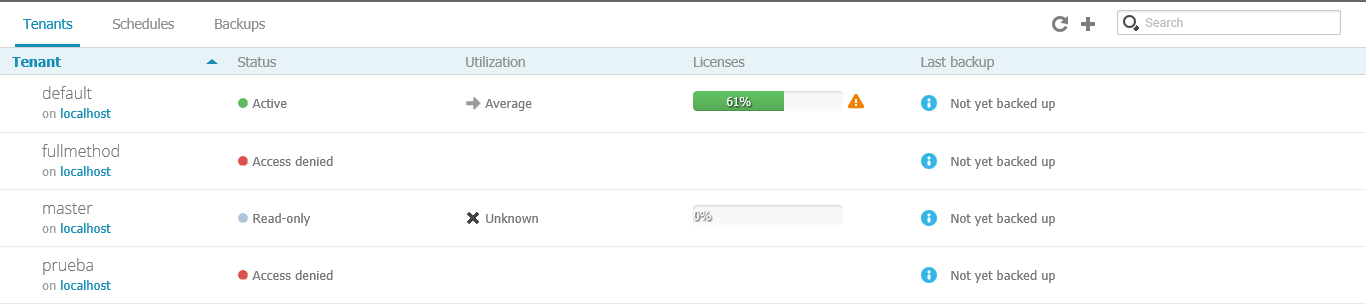 Tenants Schedules Backups Search
Tenant Status Utilization Licenses Last backup
default
on localhost
Active Average 61% Not yet backed up
fullmethod
on localhost
Access denied Not yet backed up
master
on localhost
Read-only Unknown 0% Not yet backed up
prueba
on localhost
Access denied Not yet backed up